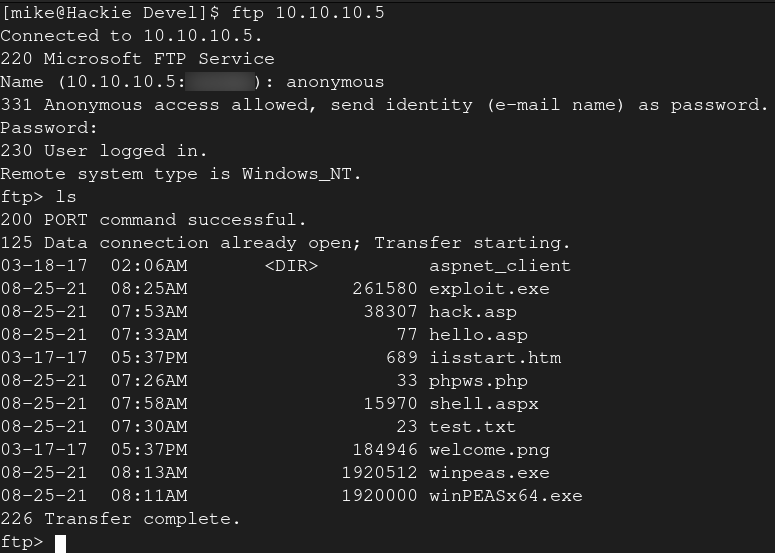 [mike@Hackie Devel]$ ftp 10.10.10.5
Connected to 10.10.10.5.
220 Microsoft FTP Service
Name (10.10.10.5: ): anonymous
331 Anonymous access allowed, send identity (e-mail name) as password.
Password:
230 User logged in.
Remote system type is Windows_NT.
ftp> ls
200 PORT command successful.
125 Data connection already open; Transfer starting.
03-18-17  02:06AM       <DIR>          aspnet_client
08-25-21  08:25AM               261580 exploit.exe
08-25-21  07:53AM                38307 hack.asp
08-25-21  07:33AM                   77 hello.asp
03-17-17  05:37PM                  689 iisstart.htm
08-25-21  07:26AM                   33 phpws.php
08-25-21  07:58AM                15970 shell.aspx
08-25-21  07:30AM                   23 test.txt
03-17-17  05:37PM               184946 welcome.png
08-25-21  08:13AM              1920512 winpeas.exe
08-25-21  08:11AM              1920000 winPEASx64.exe
226 Transfer complete.
ftp>